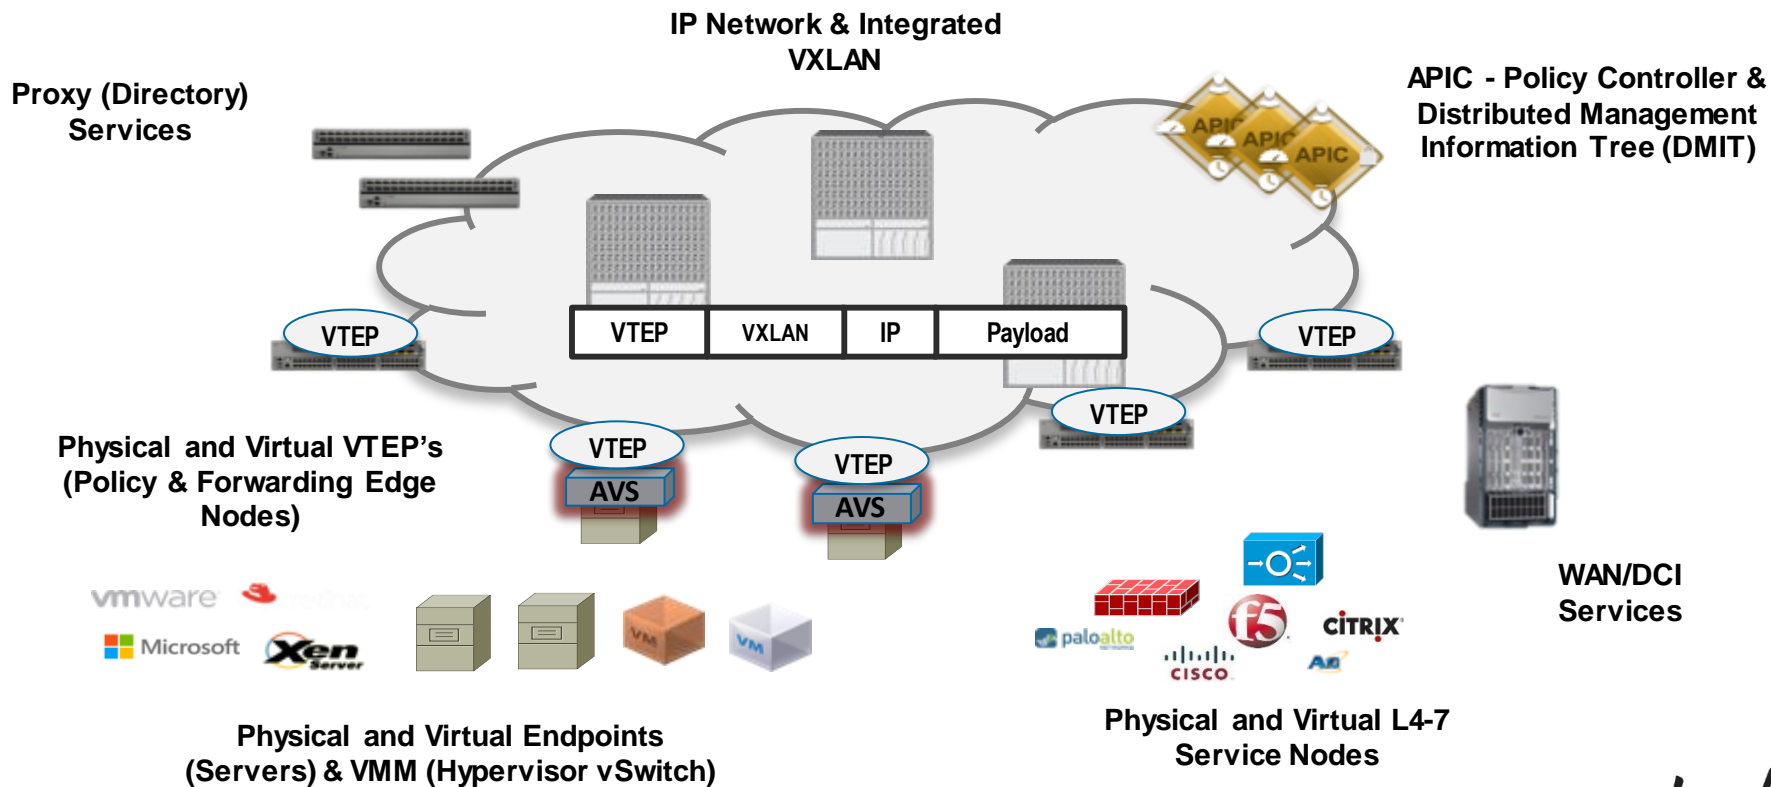 IP Network & Integrated
VXLAN
Proxy (Directory)
Services
APIC - Policy Controller &
Distributed Management
Information Tree (DMIT)
APIC
APIC
APIC
VTEP
VXLAN
IP
Payload
VTEP
VTEP
VTEP
VTEP
AVS
VTEP
AVS
Physical and Virtual VTEP's
(Policy & Forwarding Edge
Nodes)
vmware
Microsoft
Xen
Server
VM
VM
Physical and Virtual Endpoints
(Servers) & VMM (Hypervisor vSwitch)
paloalto
CISCO
f5
CITRIX
Physical and Virtual L4-7
Service Nodes
WAN/DCI
Services